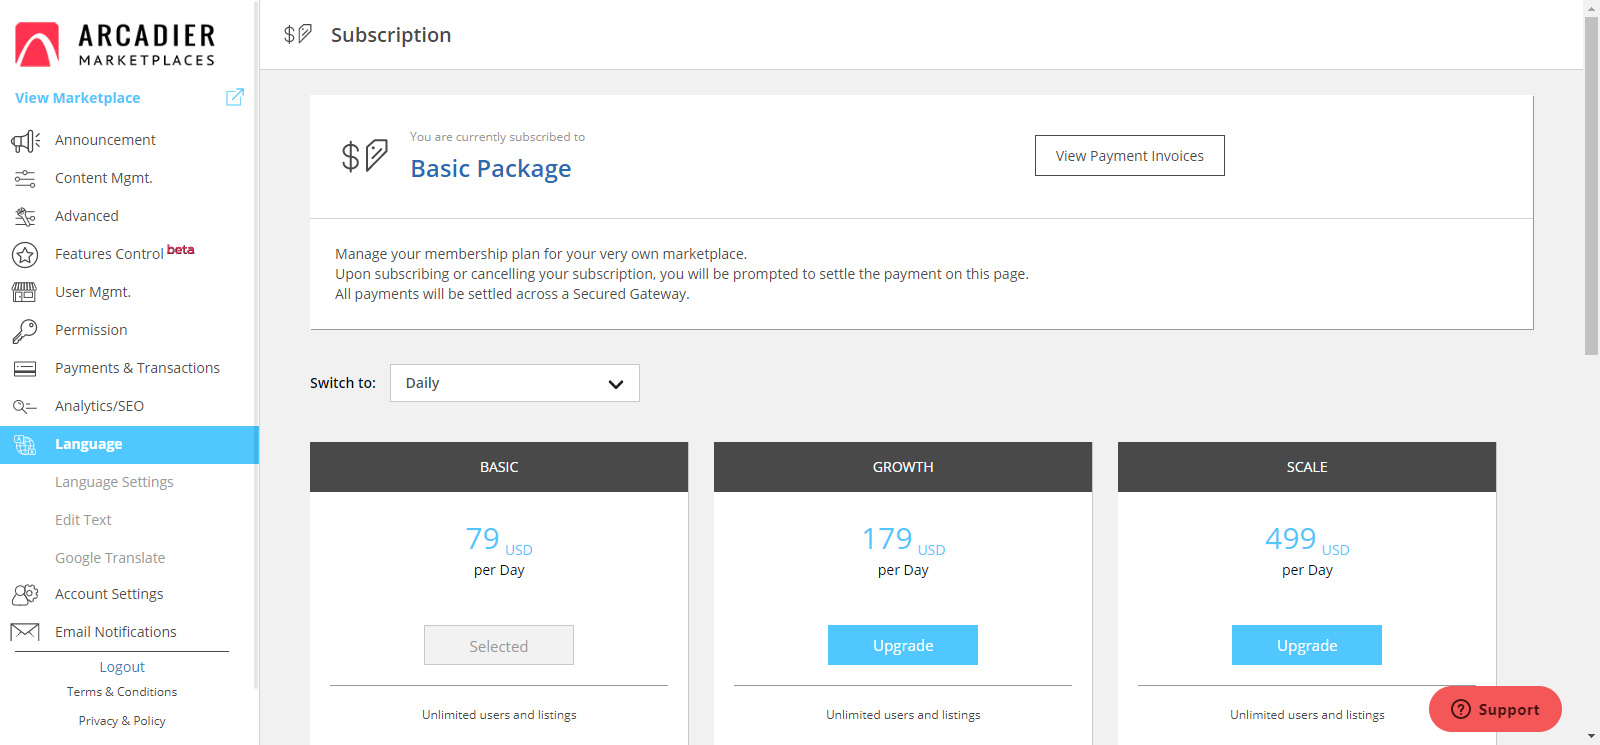 ARCADIER
MARKETPLACES
View Marketplace
Announcement
Content Mgmt.
Advanced
Features Control beta
User Mgmt.
Permission
Payments & Transactions
Analytics/SEO
Language
Language Settings
Edit Text
Google Translate
Account Settings
Email Notifications
Logout
Terms & Conditions
Privacy & Policy
Subscription
You are currently subscribed to
Basic Package
View Payment Invoices
Manage your membership plan for your very own marketplace.
Upon subscribing or cancelling your subscription, you will be prompted to settle the payment on this page.
All payments will be settled across a Secured Gateway.
Switch to: Daily
BASIC
79 USD
per Day
Selected
Unlimited users and listings
GROWTH
179 USD
per Day
Upgrade
Unlimited users and listings
SCALE
499 USD
per Day
Upgrade
Unlimited users and listings
Support